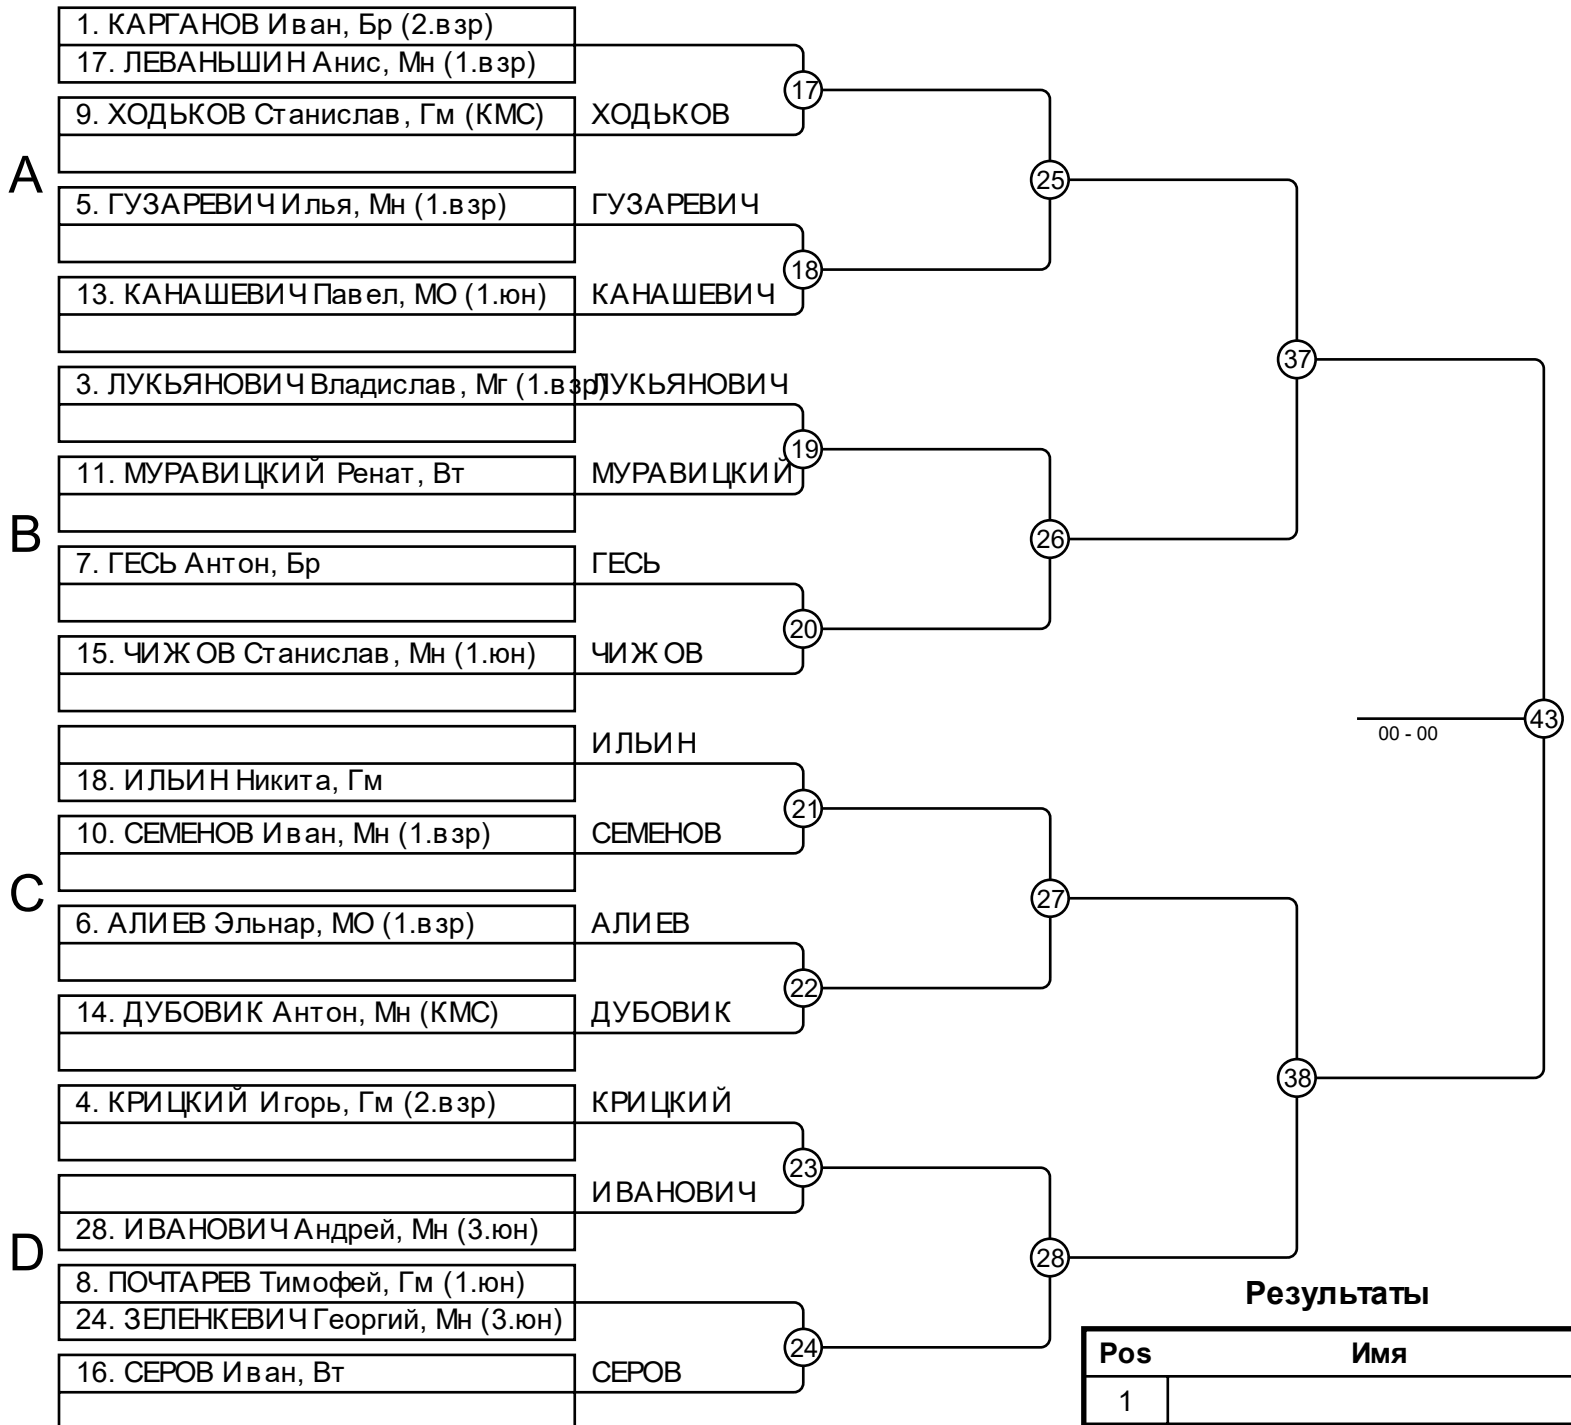 1. КАРГАНОВ Иван, Бр (2.взр)
17. ЛЕВАНЬШИН Анис, Мн (1.взр)
17
9. ХОДЬКОВ Станислав, Гм (КМС) ХОДЬКОВ
A
25
5. ГУЗАРЕВИЧ Илья, Мн (1.взр) ГУЗАРЕВИЧ
18
13. КАНАШЕВИЧ Павел, МО (1.юн) КАНАШЕВИЧ
37
3. ЛУКЬЯНОВИЧ Владислав, Мг (1.взр) ЛУКЬЯНОВИЧ
19
11. МУРАВИЦКИЙ Ренат, Вт МУРАВИЦКИЙ
B
26
7. ГЕСЬ Антон, Бр ГЕСЬ
20
15. ЧИЖОВ Станислав, Мн (1.юн) ЧИЖОВ
43
00 - 00
ИЛЬИН
18. ИЛЬИН Никита, Гм
21
10. СЕМЕНОВ Иван, Мн (1.взр) СЕМЕНОВ
C
27
6. АЛИЕВ Эльнар, МО (1.взр) АЛИЕВ
22
14. ДУБОВИК Антон, Мн (КМС) ДУБОВИК
38
4. КРИЦКИЙ Игорь, Гм (2.взр) КРИЦКИЙ
23
ИВАНОВИЧ
28. ИВАНОВИЧ Андрей, Мн (3.юн)
D
28
8. ПОЧТАРЕВ Тимофей, Гм (1.юн)
24. ЗЕЛЕНКЕВИЧ Георгий, Мн (3.юн)
24
16. СЕРОВ Иван, Вт СЕРОВ
Результаты
Pos Имя
1